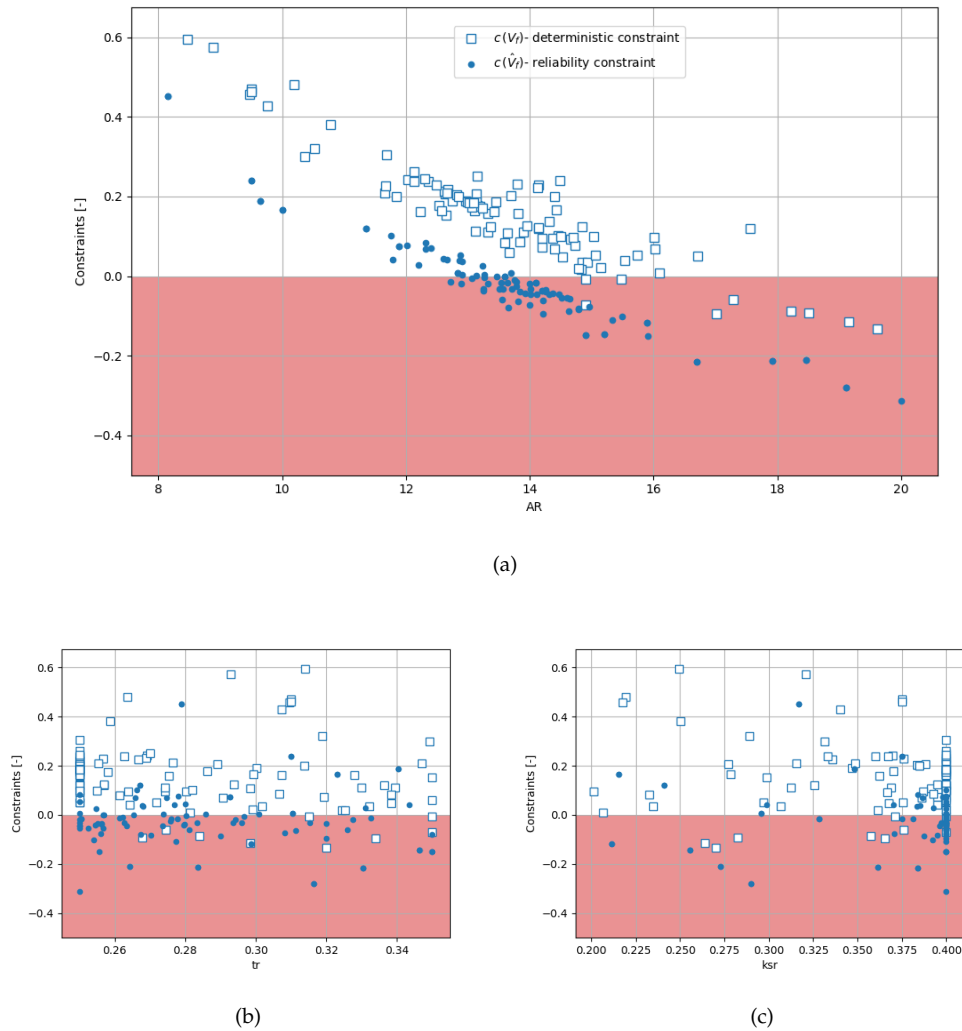 c (V_f)- deterministic constraint
c (V̂_f)- reliability constraint
Constraints [-]
0.6
0.4
0.2
0.0
−0.2
−0.4
8 10 12 14 16 18 20
AR
(a)
Constraints [-]
0.6
0.4
0.2
0.0
−0.2
−0.4
0.26 0.28 0.30 0.32 0.34
tr
(b)
Constraints [-]
0.6
0.4
0.2
0.0
−0.2
−0.4
0.200 0.225 0.250 0.275 0.300 0.325 0.350 0.375 0.400
ksr
(c)